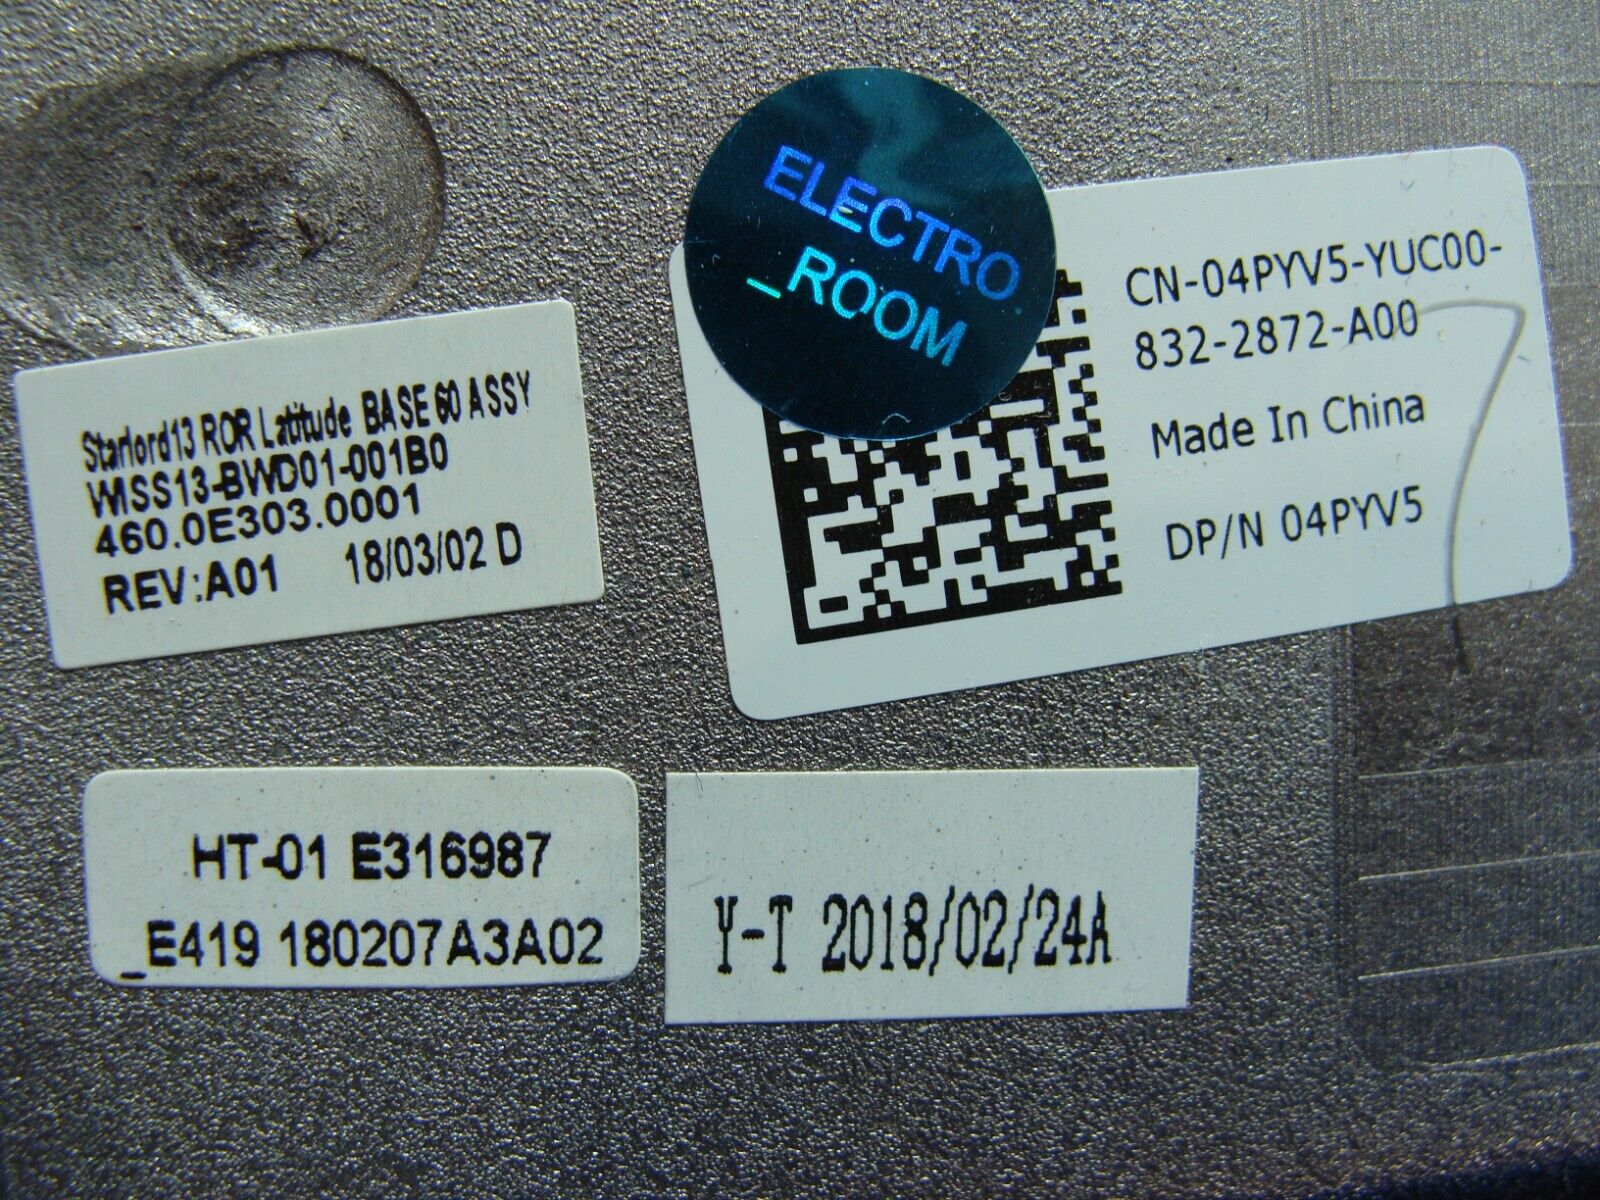 ELECTRO
_ROOM
CN-04PYV5-YUC00-
832-2872-A00
Made In China
DP/N 04PYV5
Starlord13 ROR Latitude BASE 60 ASSY
WISS13-BWD01-001B0
460.0E303.0001
REV:A01 18/03/02 D
HT-01 E316987
_E419 180207A3A02
Y-T 2018/02/24A